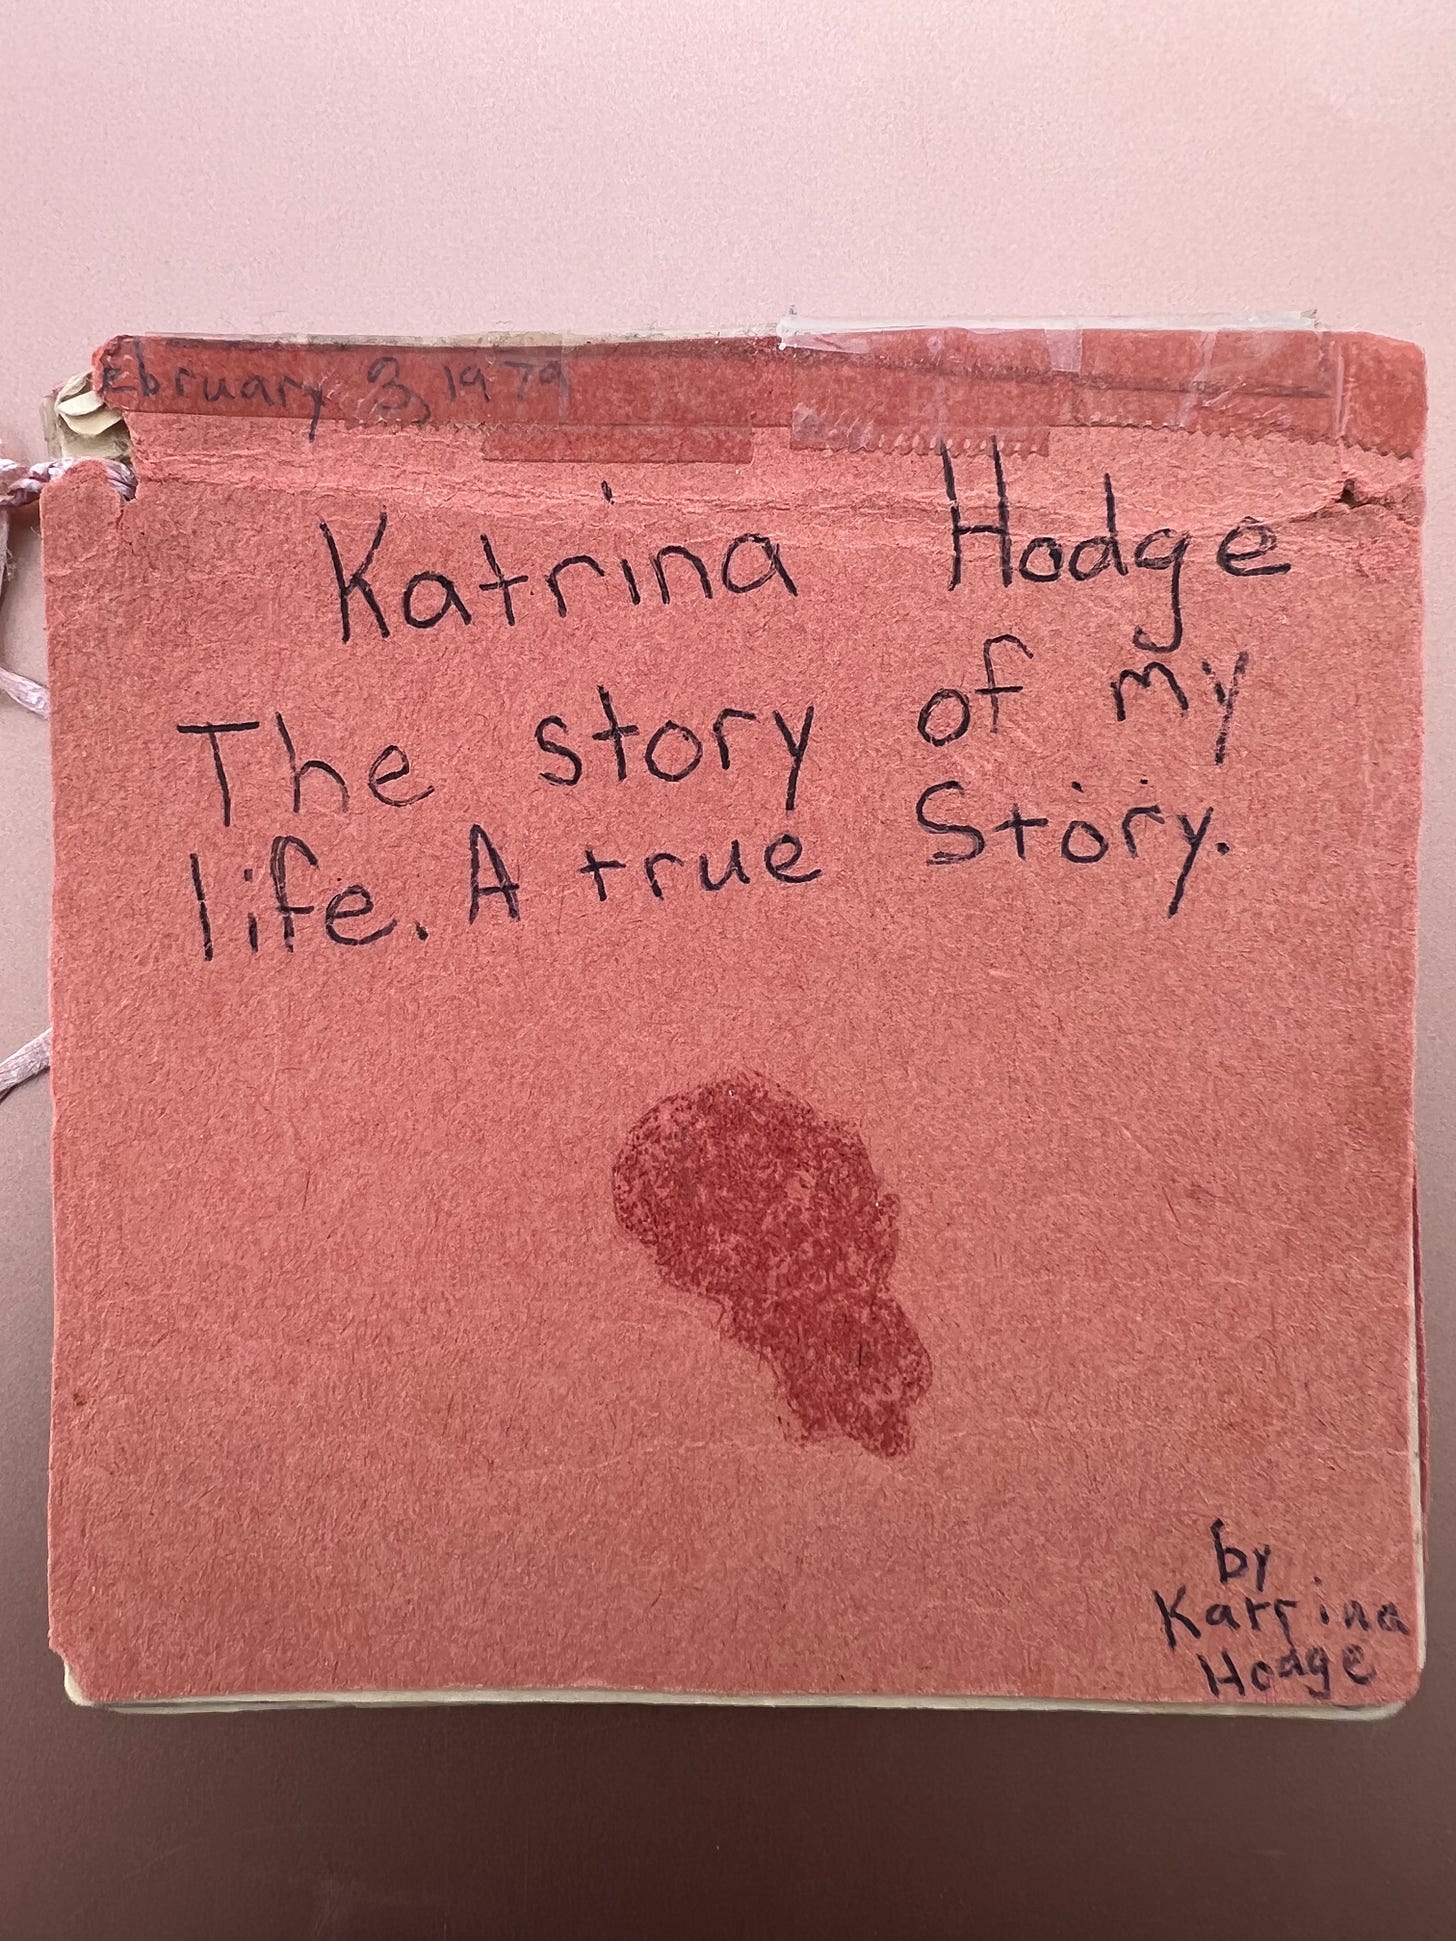 ebruary 3, 1979
Katrina Hodge
The story of my
life. A true Story.
by
Katrina
Hodge